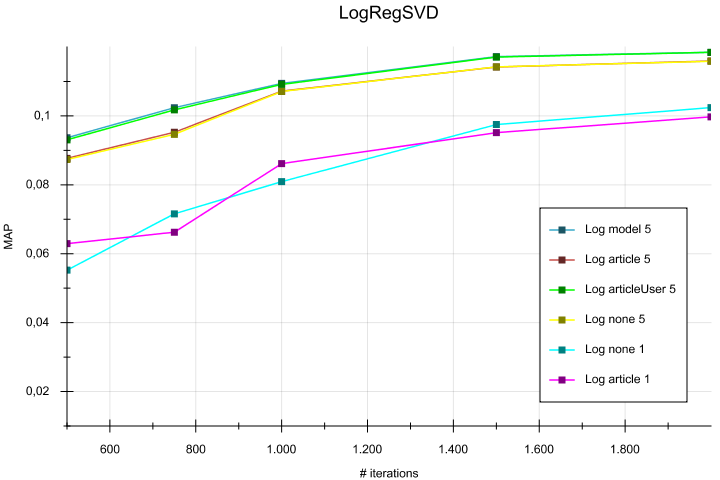 LogRegSVD
0,1
0,08
0,06
0,04
0,02
MAP
600 800 1.000 1.200 1.400 1.600 1.800
# iterations
Log model 5
Log article 5
Log articleUser 5
Log none 5
Log none 1
Log article 1